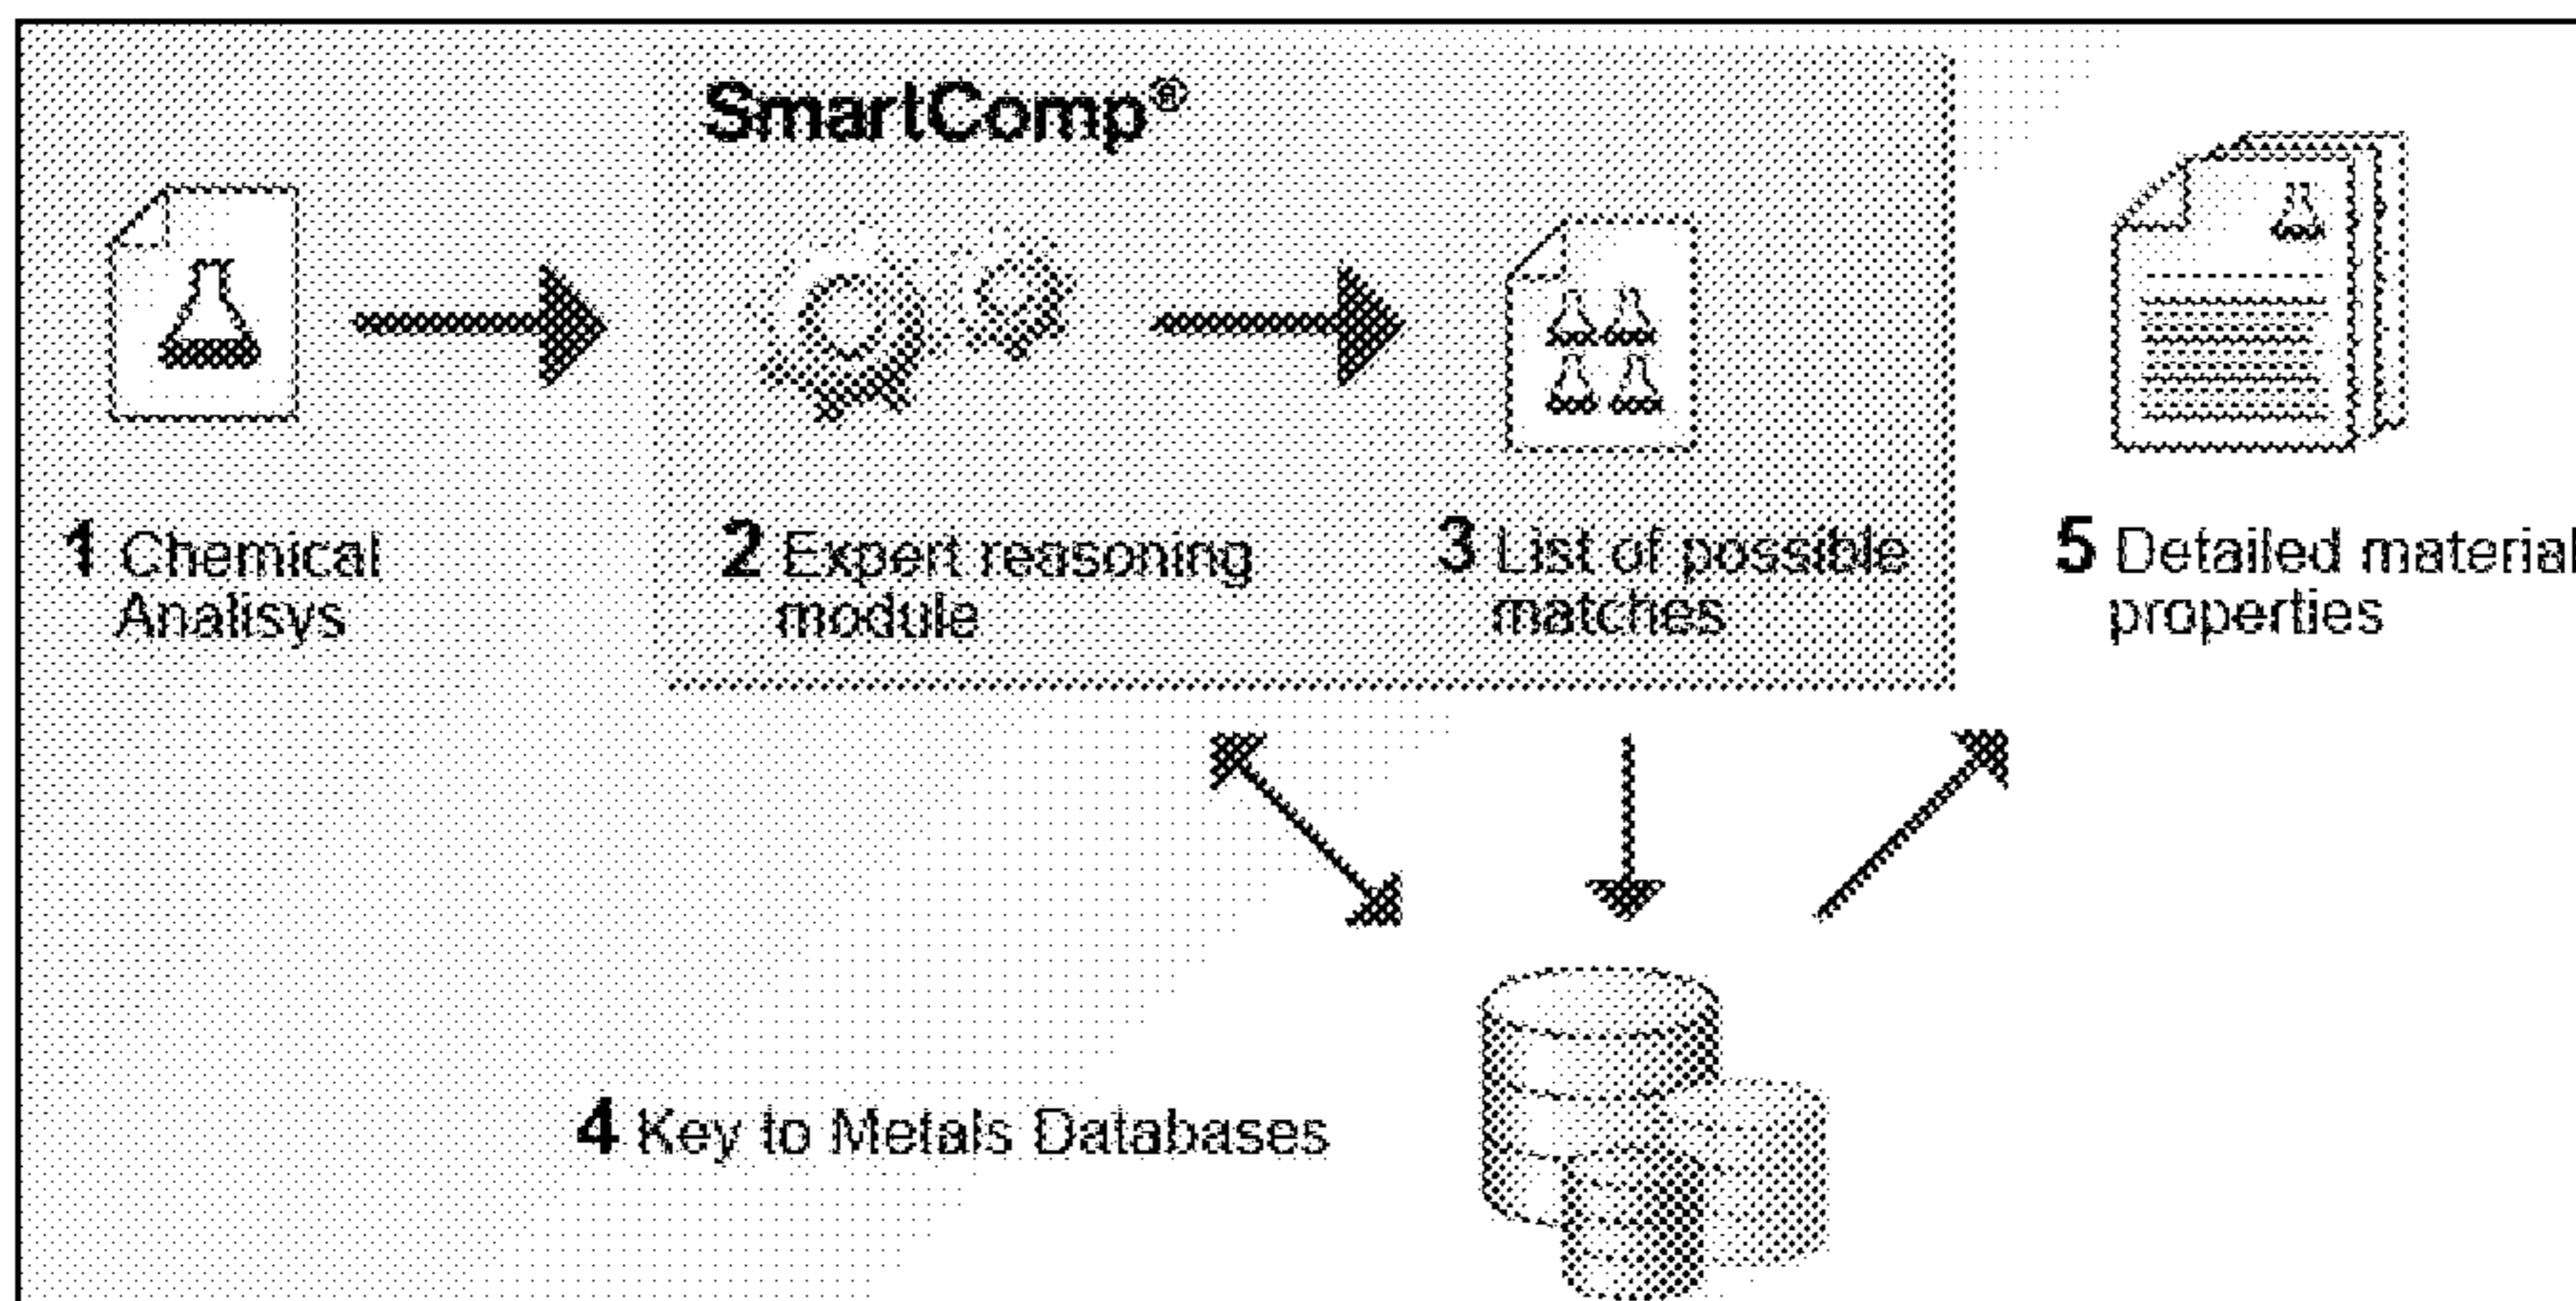 SmartComp®
1 Chemical
Analisys
2 Expert reasoning
module
3 List of possible
matches
5 Detailed material
properties
4 Key to Metals Databases